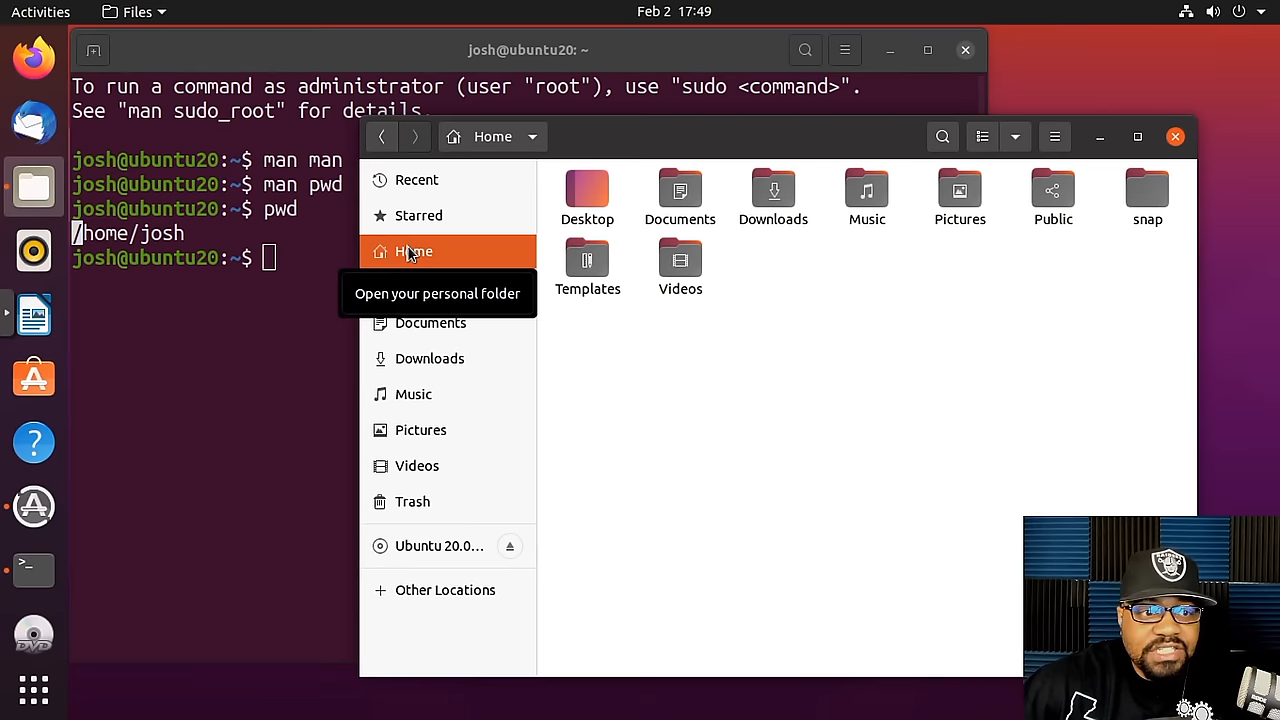 Activities
Files
Feb 2 17:49
josh@ubuntu20: ~
To run a command as administrator (user "root"), use "sudo <command>".
See "man sudo_root" for details.
josh@ubuntu20:~$ man man
josh@ubuntu20:~$ man pwd
josh@ubuntu20:~$ pwd
/home/josh
josh@ubuntu20:~$
Home
Recent
Starred
Home
Open your personal folder
Documents
Downloads
Music
Pictures
Videos
Trash
Ubuntu 20.0...
Other Locations
Desktop
Documents
Downloads
Music
Pictures
Public
snap
Templates
Videos
DVD
RAIDERS